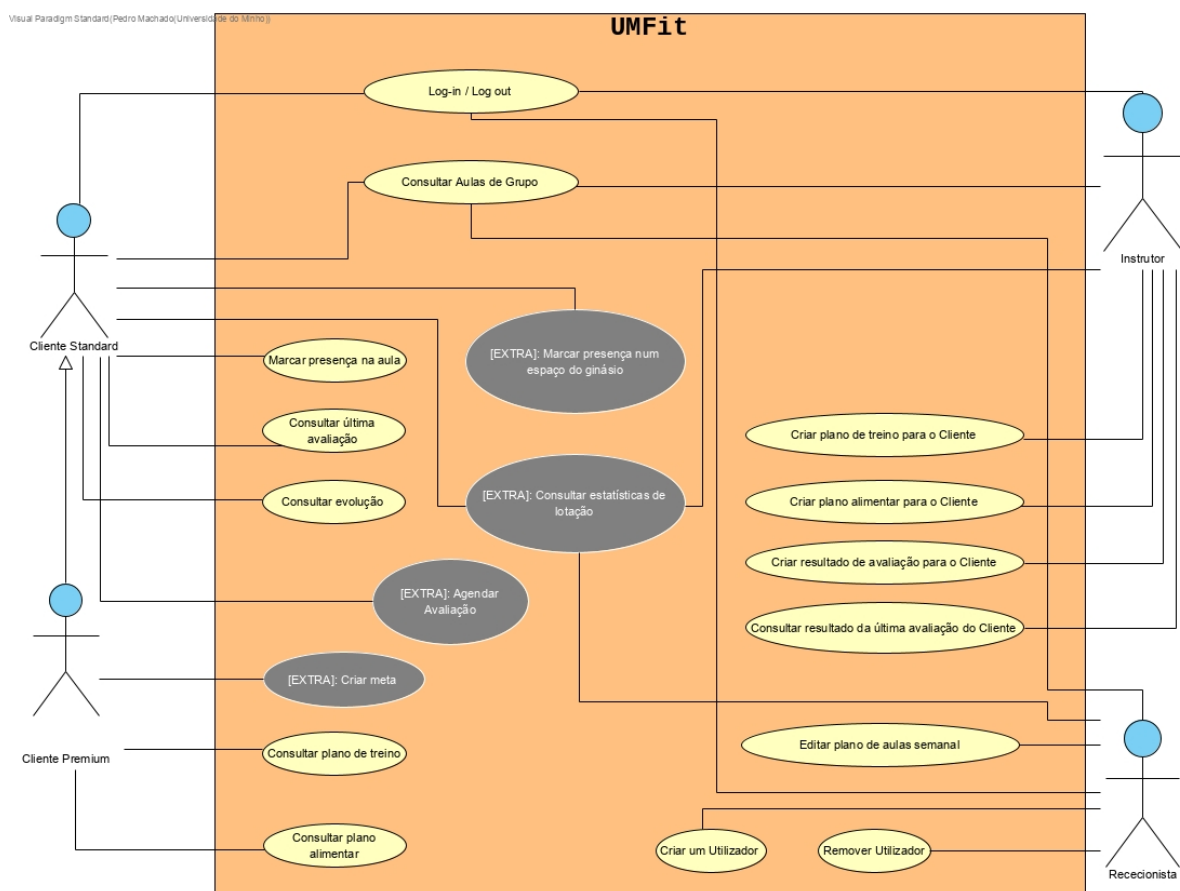 Visual Paradigm Standard(Pedro Machado(Universidade do Minho))
UMFit
Log-in / Log out
Consultar Aulas de Grupo
Instrutor
Cliente Standard
[EXTRA]: Marcar presença num
espaço do ginásio
Marcar presença na aula
Consultar última
avaliação
Criar plano de treino para o Cliente
Consultar evolução
[EXTRA]: Consultar estatísticas de
lotação
Criar plano alimentar para o Cliente
Criar resultado de avaliação para o Cliente
[EXTRA]: Agendar
Avaliação
Consultar resultado da última avaliação do Cliente
[EXTRA]: Criar meta
Cliente Premium
Consultar plano de treino
Editar plano de aulas semanal
Consultar plano
alimentar
Criar um Utilizador
Remover Utilizador
Rececionista